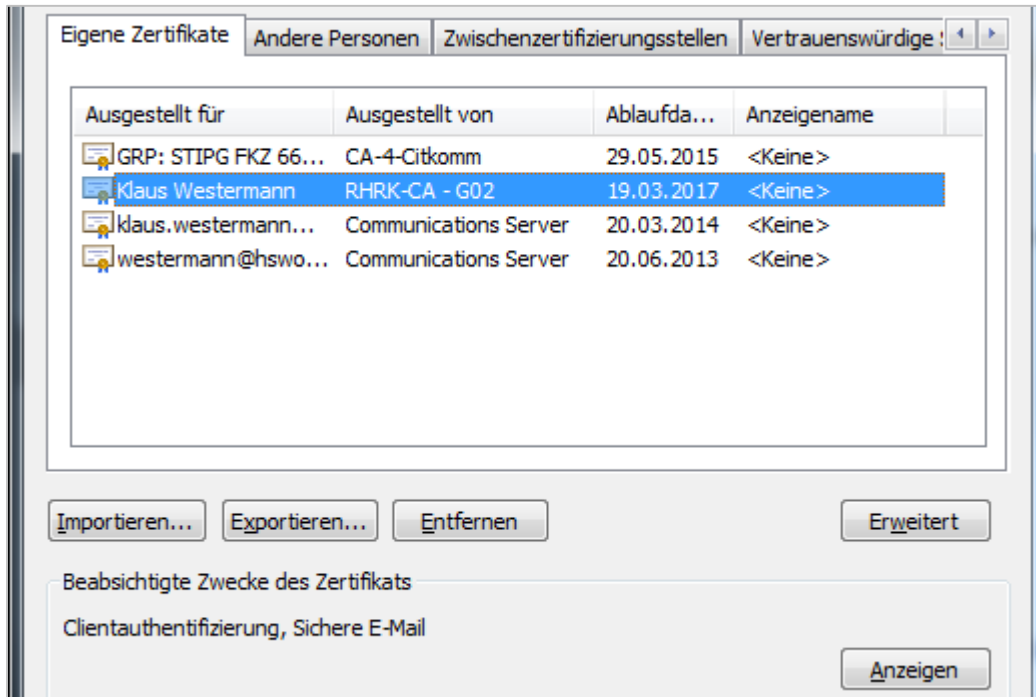 Eigene Zertifikate Andere Personen Zwischenzertifizierungsstellen Vertrauenswürdige
Ausgestellt für Ausgestellt von Ablaufda... Anzeigename
GRP: STIPG FKZ 66... CA-4-Citkomm 29.05.2015 <Keine>
Klaus Westermann RHRK-CA - G02 19.03.2017 <Keine>
klaus.westermann... Communications Server 20.03.2014 <Keine>
westermann@hswo... Communications Server 20.06.2013 <Keine>
Importieren... Exportieren... Entfernen Erweitert
Beabsichtigte Zwecke des Zertifikats
Clientauthentifizierung, Sichere E-Mail
Anzeigen